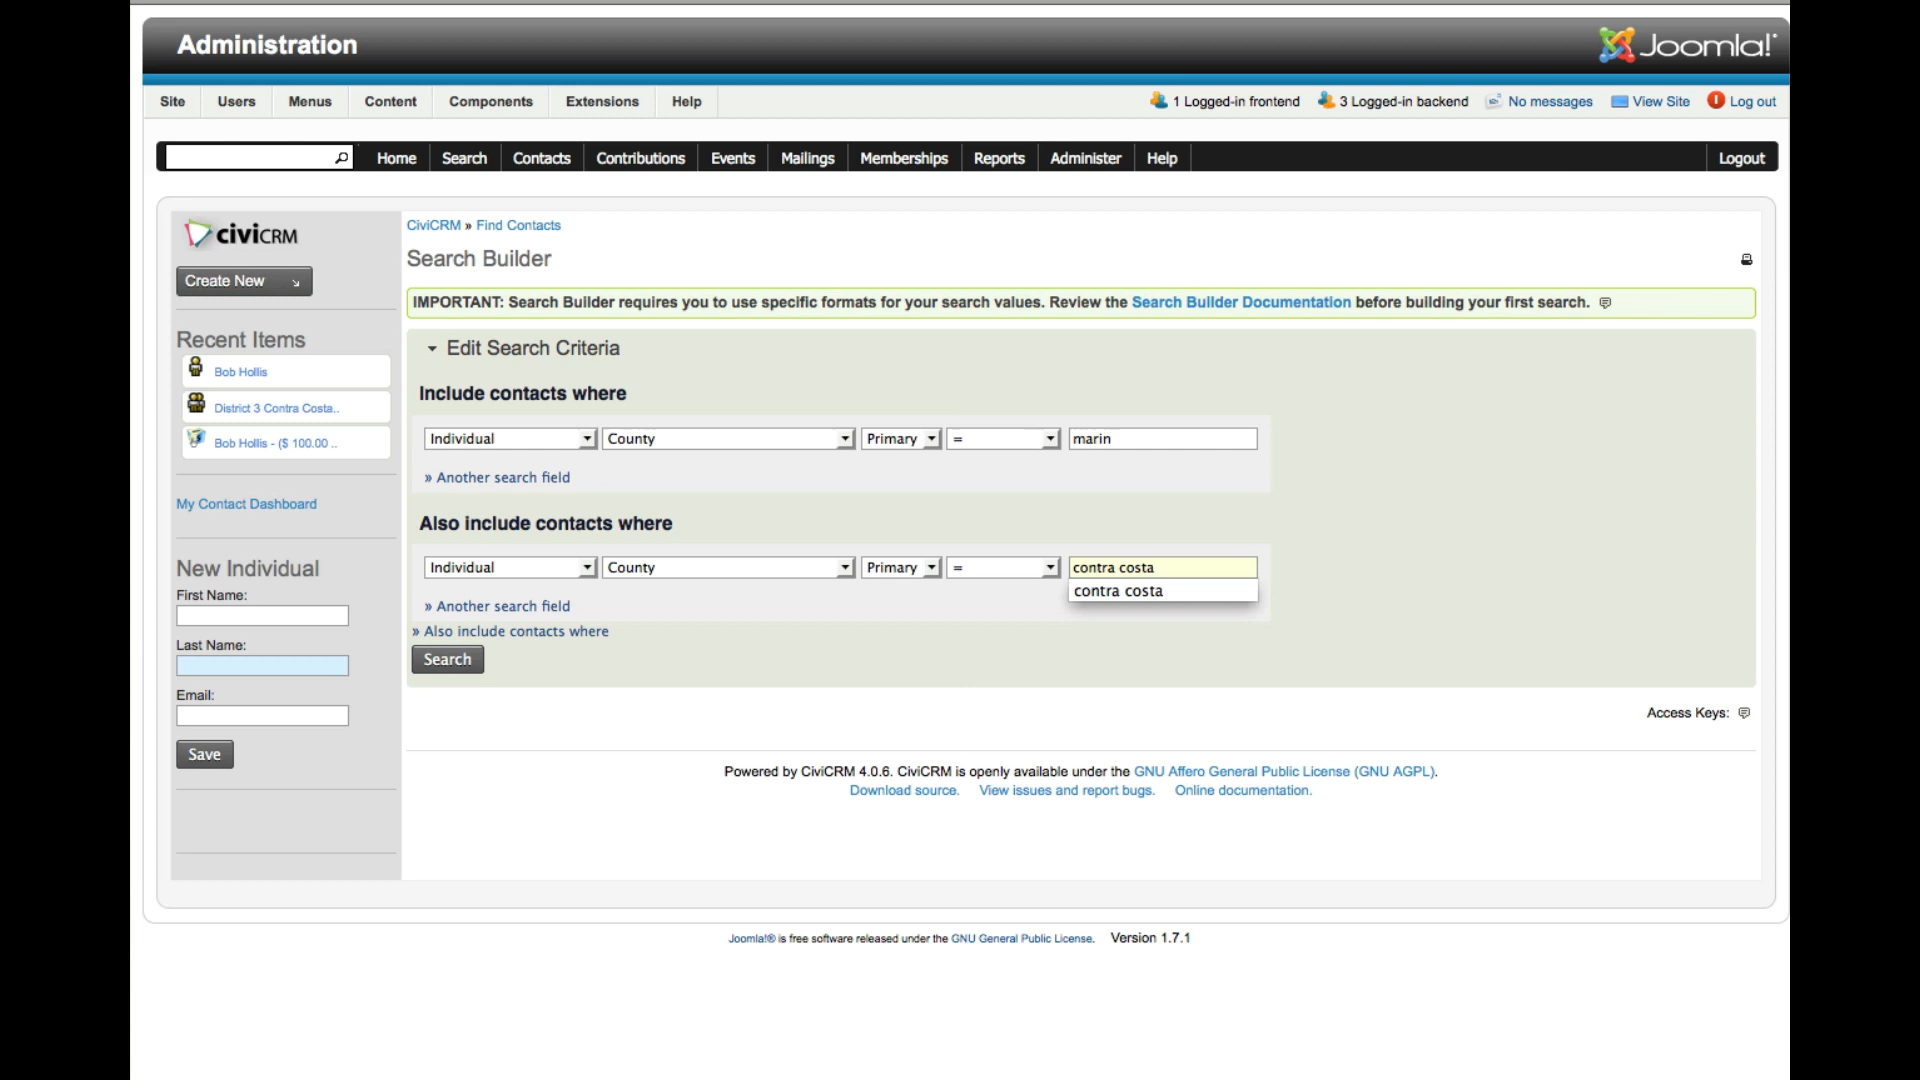 Administration
Joomla!
Site Users Menus Content Components Extensions Help 1 Logged-in frontend 3 Logged-in backend No messages View Site Log out
Home Search Contacts Contributions Events Mailings Memberships Reports Administer Help Logout
civiCRM
Create New
Recent Items
Bob Hollis
District 3 Contra Costa..
Bob Hollis - ($ 100.00 ..
My Contact Dashboard
New Individual
First Name:
Last Name:
Email:
Save
CiviCRM » Find Contacts
Search Builder
IMPORTANT: Search Builder requires you to use specific formats for your search values. Review the Search Builder Documentation before building your first search.
Edit Search Criteria
Include contacts where
Individual County Primary = marin
» Another search field
Also include contacts where
Individual County Primary = contra costa
contra costa
» Another search field
» Also include contacts where
Search
Access Keys:
Powered by CiviCRM 4.0.6. CiviCRM is openly available under the GNU Affero General Public License (GNU AGPL).
Download source. View issues and report bugs. Online documentation.
Joomla!® is free software released under the GNU General Public License. Version 1.7.1